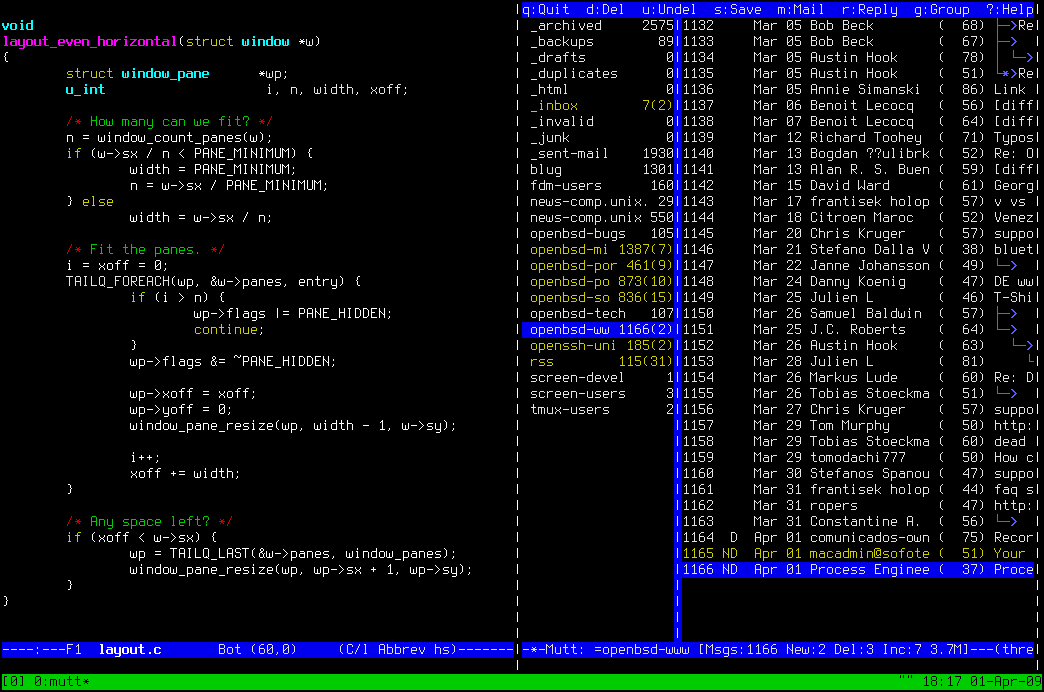 void
layout_even_horizontal(struct window *w)
{
struct window_pane *wp;
u_int i, n, width, xoff;
/* How many can we fit? */
n = window_count_panes(w);
if (w->sx / n < PANE_MINIMUM) {
width = PANE_MINIMUM;
n = w->sx / PANE_MINIMUM;
} else
width = w->sx / n;
/* Fit the panes. */
i = xoff = 0;
TAILQ_FOREACH(wp, &w->panes, entry) {
if (i > n) {
wp->flags |= PANE_HIDDEN;
continue;
}
wp->flags &= ~PANE_HIDDEN;
wp->xoff = xoff;
wp->yoff = 0;
window_pane_resize(wp, width - 1, w->sy);
i++;
xoff += width;
}
/* Any space left? */
if (xoff < w->sx) {
wp = TAILQ_LAST(&w->panes, window_panes);
window_pane_resize(wp, wp->sx + 1, wp->sy);
}
}
----:---F1 layout.c Bot (60,0) (C/l Abbrev hs)-------
q:Quit d:Del u:Undel s:Save m:Mail r:Reply g:Group ?:Help
_archived 2575
_backups 89
_drafts 0
_duplicates 0
_html 0
_inbox 7(2)
_invalid 0
_junk 0
_sent-mail 1930
blug 1301
fdm-users 160
news-comp.unix. 29
news-comp.unix 550
openbsd-bugs 105
openbsd-mi 1387(7)
openbsd-por 461(9)
openbsd-po 873(10)
openbsd-so 836(15)
openbsd-tech 107
openbsd-ww 1166(2)
openssh-uni 185(2)
rss 115(31)
screen-devel 1
screen-users 3
tmux-users 2
1132 Mar 05 Bob Beck ( 68) ├─>Re
1133 Mar 05 Bob Beck ( 67) ├─>
1134 Mar 05 Austin Hook ( 78) │ └─>
1135 Mar 05 Austin Hook ( 51) └*>Re
1136 Mar 05 Annie Simanski ( 86) Link
1137 Mar 06 Benoit Lecocq ( 56) [diff
1138 Mar 07 Benoit Lecocq ( 64) [diff
1139 Mar 12 Richard Toohey ( 71) Typos
1140 Mar 13 Bogdan ??ulibrk ( 52) Re: O
1141 Mar 13 Alan R. S. Buen ( 59) [diff
1142 Mar 15 David Ward ( 61) Georg
1143 Mar 17 frantisek holop ( 57) v vs
1144 Mar 18 Citroen Maroc ( 52) Venez
1145 Mar 20 Chris Kruger ( 57) suppo
1146 Mar 21 Stefano Dalla V ( 38) bluet
1147 Mar 22 Janne Johansson ( 49) └─>
1148 Mar 24 Danny Koenig ( 47) DE ww
1149 Mar 25 Julien L ( 46) T-Shi
1150 Mar 26 Samuel Baldwin ( 57) ├─>
1151 Mar 25 J.C. Roberts ( 64) └─>
1152 Mar 26 Austin Hook ( 63) └─>
1153 Mar 28 Julien L ( 81) └
1154 Mar 26 Markus Lude ( 60) Re: D
1155 Mar 26 Tobias Stoeckma ( 51) └─>
1156 Mar 27 Chris Kruger ( 57) suppo
1157 Mar 29 Tom Murphy ( 50) http:
1158 Mar 29 Tobias Stoeckma ( 60) dead
1159 Mar 29 tomodachi777 ( 50) How c
1160 Mar 30 Stefanos Spanou ( 47) suppo
1161 Mar 31 frantisek holop ( 44) faq s
1162 Mar 31 ropers ( 47) http:
1163 Mar 31 Constantine A. ( 56) └─>
1164 D Apr 01 comunicados-own ( 75) Recor
1165 ND Apr 01 macadmin@sofote ( 51) Your
1166 ND Apr 01 Process Enginee ( 37) Proce
-*-Mutt: =openbsd-www [Msgs:1166 New:2 Del:3 Inc:7 3.7M]---(thre
[0] 0:mutt* "" 18:17 01-Apr-09